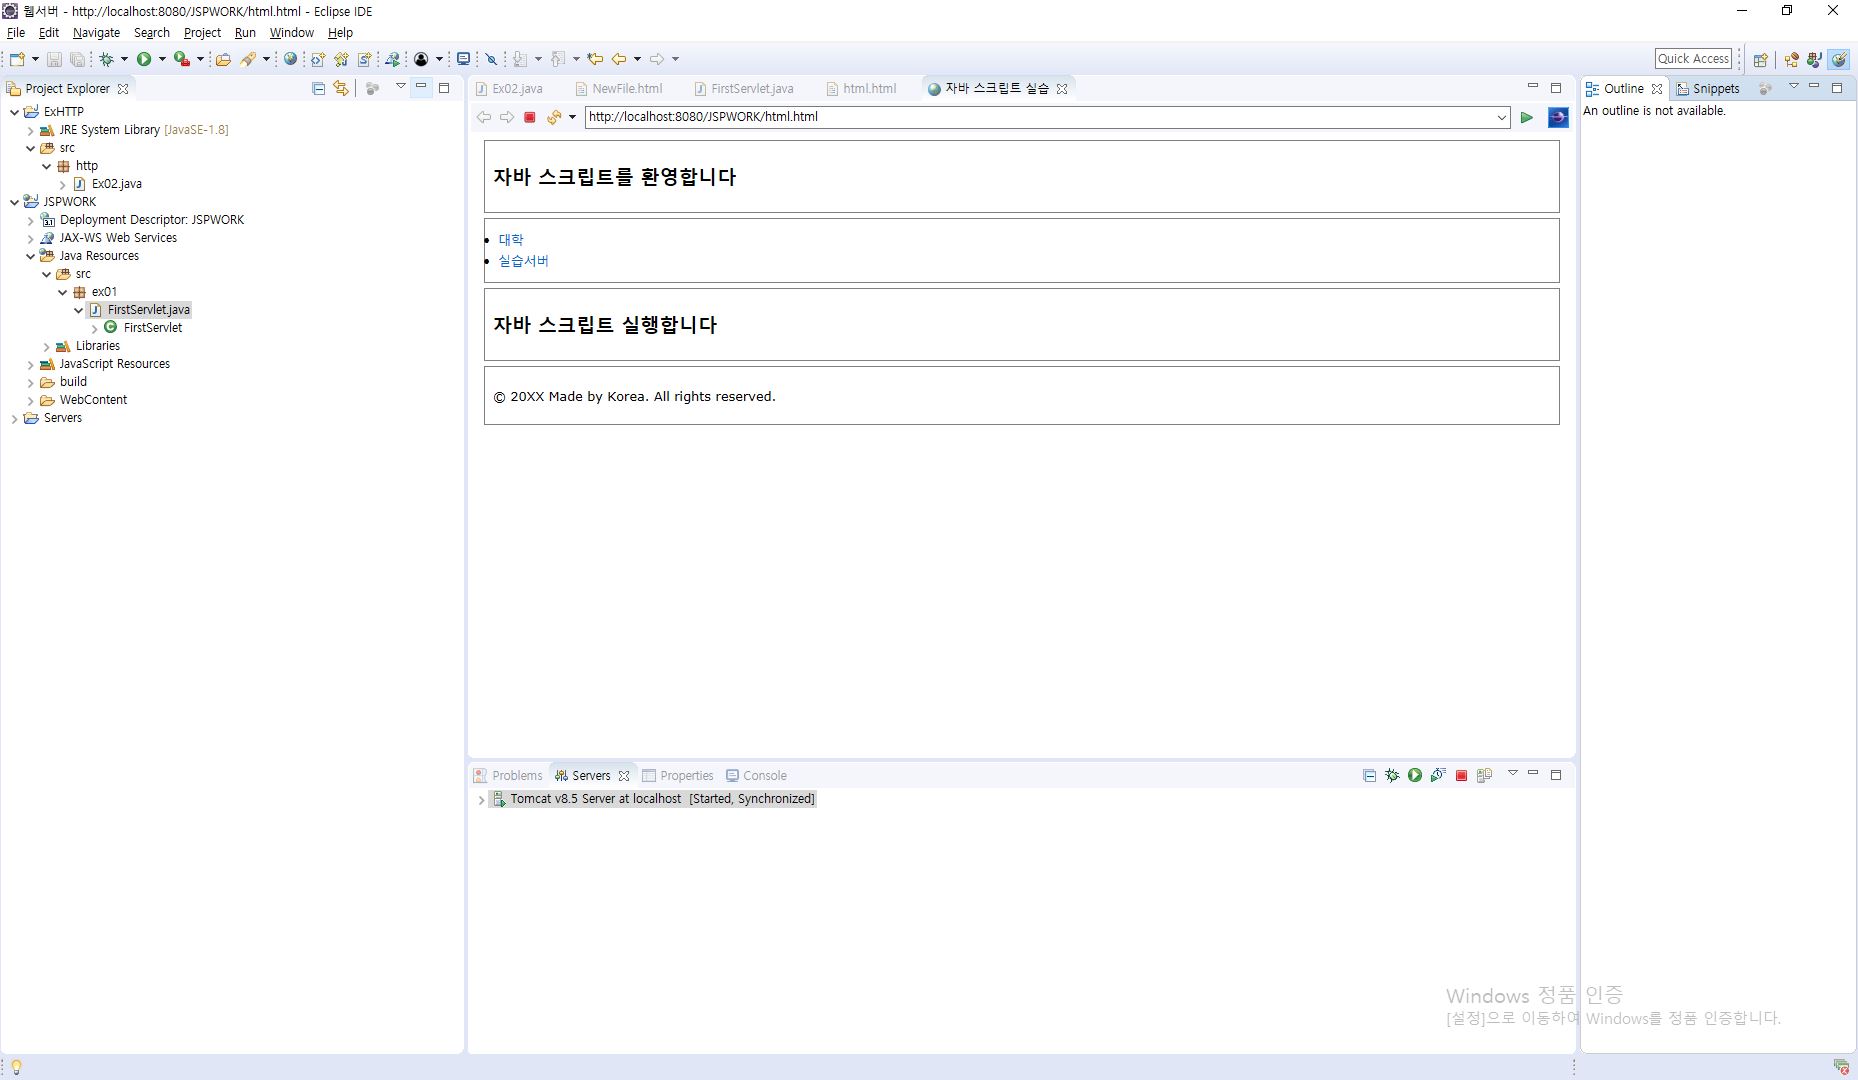 웹서버 - http://localhost:8080/JSPWORK/html.html - Eclipse IDE
File Edit Navigate Search Project Run Window Help
Quick Access
Project Explorer
ExHTTP
JRE System Library [JavaSE-1.8]
src
http
Ex02.java
JSPWORK
Deployment Descriptor: JSPWORK
JAX-WS Web Services
Java Resources
src
ex01
FirstServlet.java
FirstServlet
Libraries
JavaScript Resources
build
WebContent
Servers
Ex02.java NewFile.html FirstServlet.java html.html 자바 스크립트 실습
http://localhost:8080/JSPWORK/html.html
자바 스크립트를 환영합니다
대학
실습서버
자바 스크립트 실행합니다
© 20XX Made by Korea. All rights reserved.
Problems Servers Properties Console
Tomcat v8.5 Server at localhost [Started, Synchronized]
Outline Snippets
An outline is not available.
Windows 정품 인증
[설정]으로 이동하여 Windows를 정품 인증합니다.